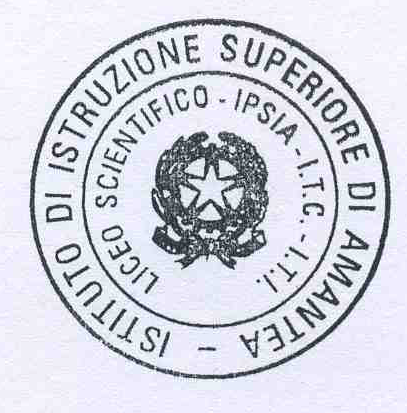 ISTITUTO DI ISTRUZIONE SUPERIORE DI AMANTEA -
LICEO SCIENTIFICO - IPSIA - I.T.C. - I.T.I.